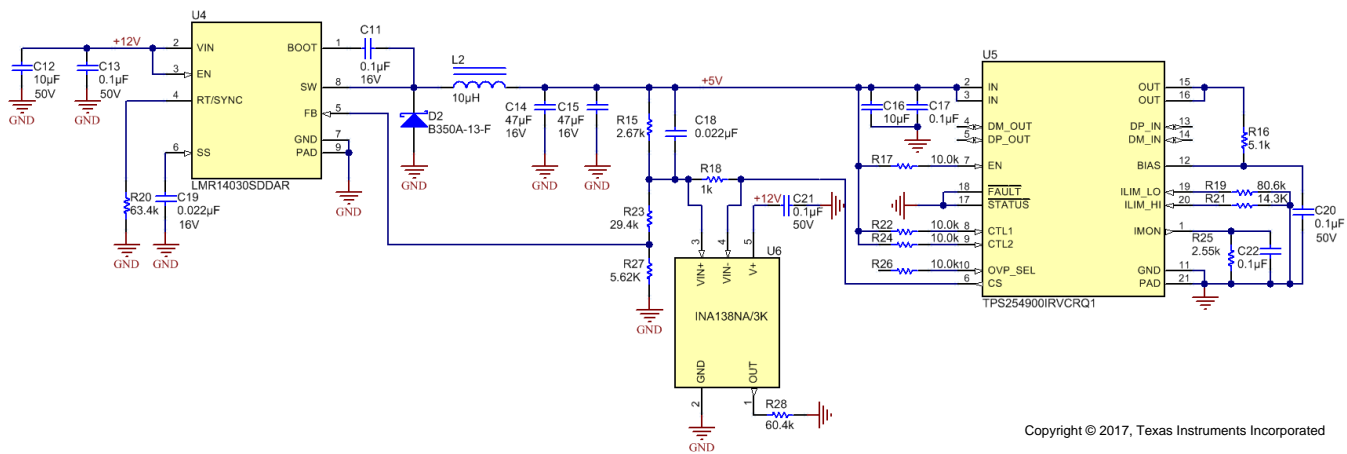 U4
LMR14030SDDAR
+12V
C12
10µF
50V
GND
C13
0.1µF
50V
GND
2 VIN
3 EN
4 RT/SYNC
6 SS
BOOT 1
SW 8
FB 5
GND 7
PAD 9
GND
R20
63.4k
GND
C19
0.022µF
16V
GND
GND
C11
0.1µF
16V
D2
B350A-13-F
GND
L2
10µH
C14
47µF
16V
GND
C15
47µF
16V
GND
R15
2.67k
C18
0.022µF
+5V
R18
1k
R23
29.4k
R27
5.62K
GND
+12V
C21
0.1µF
50V
U6
3 VIN+
4 VIN-
5 V+
INA138NA/3K
GND 2
OUT 1
GND
R28
60.4k
C16
10µF
C17
0.1µF
R17 10.0k
R22 10.0k
R24 10.0k
R26 10.0k
U5
2 IN
3 IN
4 DM_OUT
5 DP_OUT
7 EN
18 FAULT
17 STATUS
8 CTL1
9 CTL2
10 OVP_SEL
6 CS
OUT 15
OUT 16
DP_IN 13
DM_IN 14
BIAS 12
ILIM_LO 19
ILIM_HI 20
IMON 1
GND 11
PAD 21
TPS254900IRVCRQ1
R16
5.1k
R19 80.6k
R21 14.3K
R25
2.55k
C22
0.1µF
C20
0.1µF
50V
Copyright © 2017, Texas Instruments Incorporated